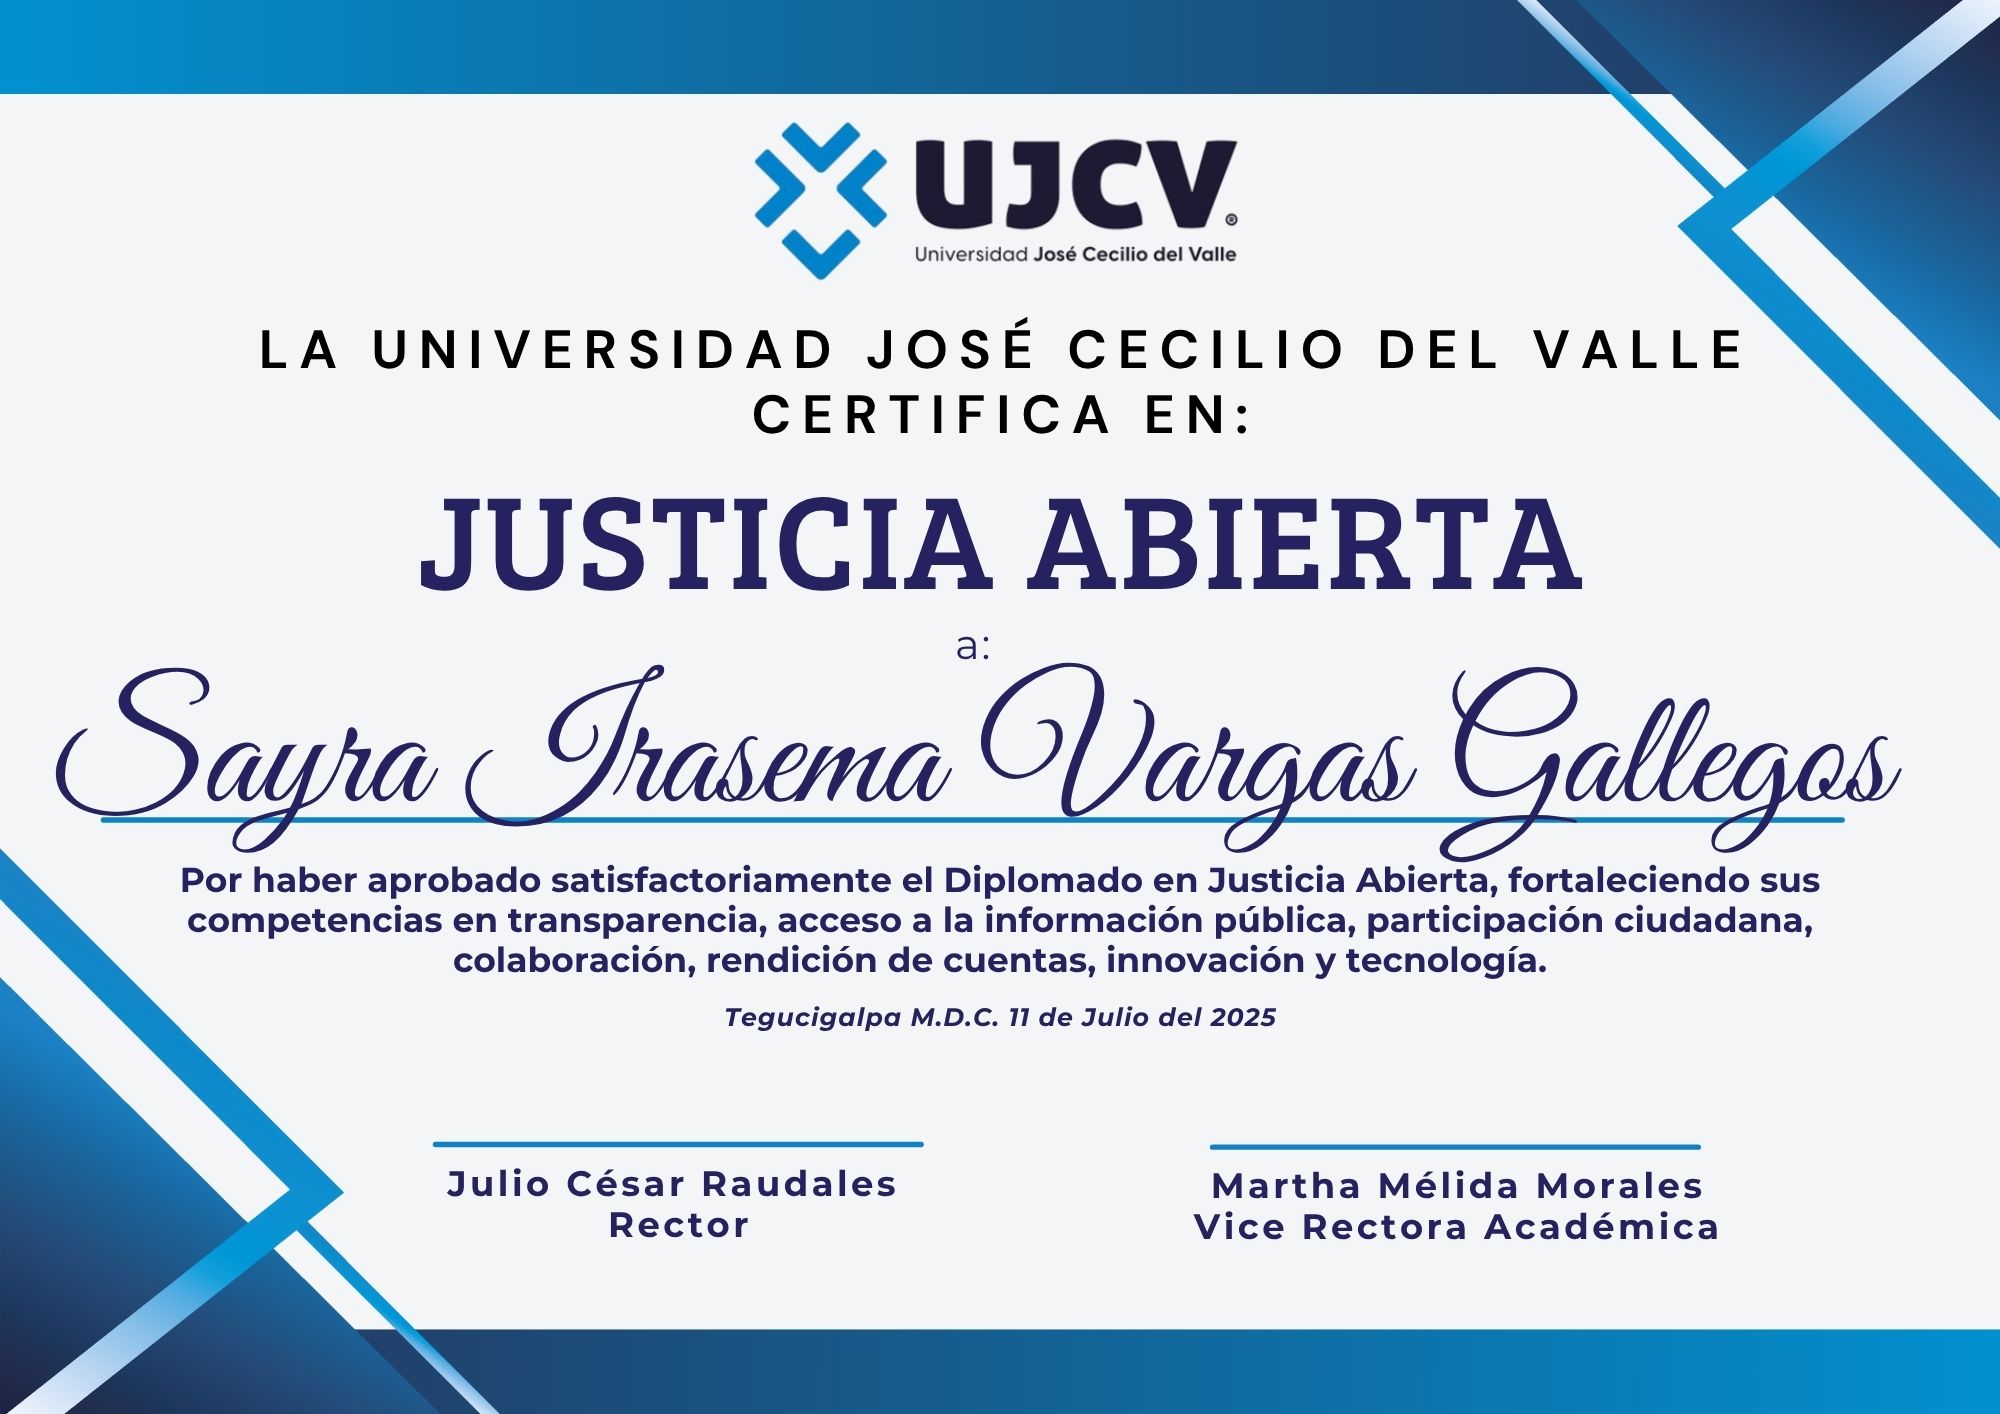 UJCV®
Universidad José Cecilio del Valle
LA UNIVERSIDAD JOSÉ CECILIO DEL VALLE
CERTIFICA EN:
JUSTICIA ABIERTA
a:
Sayra Irasema Vargas Gallegos
Por haber aprobado satisfactoriamente el Diplomado en Justicia Abierta, fortaleciendo sus
competencias en transparencia, acceso a la información pública, participación ciudadana,
colaboración, rendición de cuentas, innovación y tecnología.
Tegucigalpa M.D.C. 11 de Julio del 2025
Julio César Raudales
Rector
Martha Mélida Morales
Vice Rectora Académica